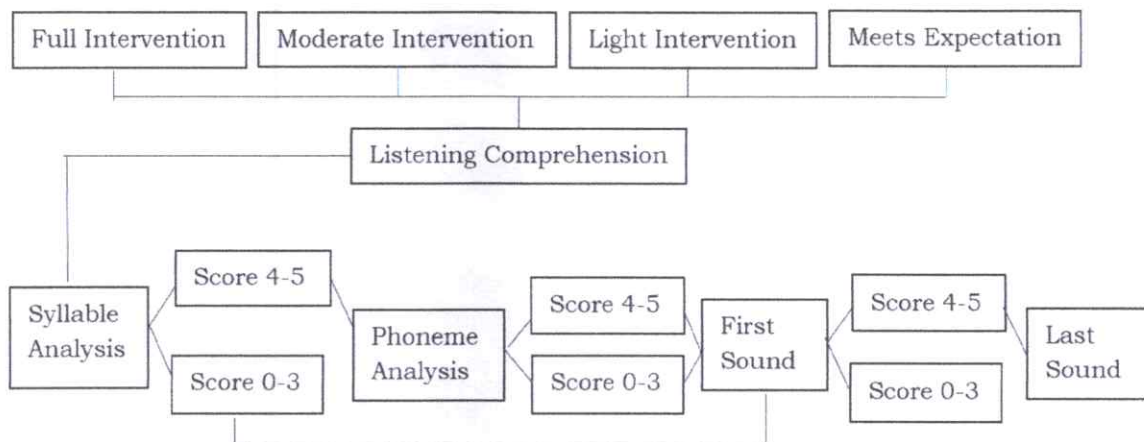 Full Intervention
Moderate Intervention
Light Intervention
Meets Expectation
Listening Comprehension
Syllable
Analysis
Score 4-5
Score 0-3
Phoneme
Analysis
Score 4-5
Score 0-3
First
Sound
Score 4-5
Score 0-3
Last
Sound